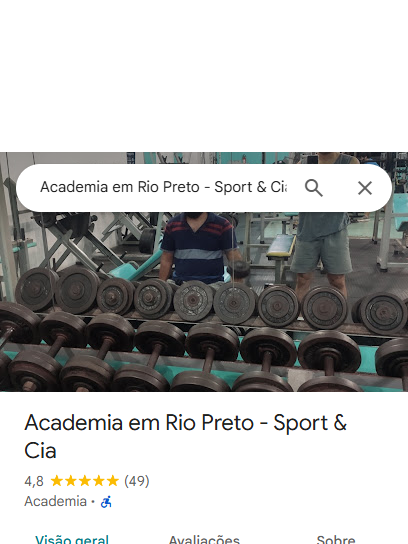 Academia em Rio Preto - Sport & Cia
Academia em Rio Preto - Sport &
Cia
4,8 (49)
Academia ·
Visão geral Avaliações Sobre